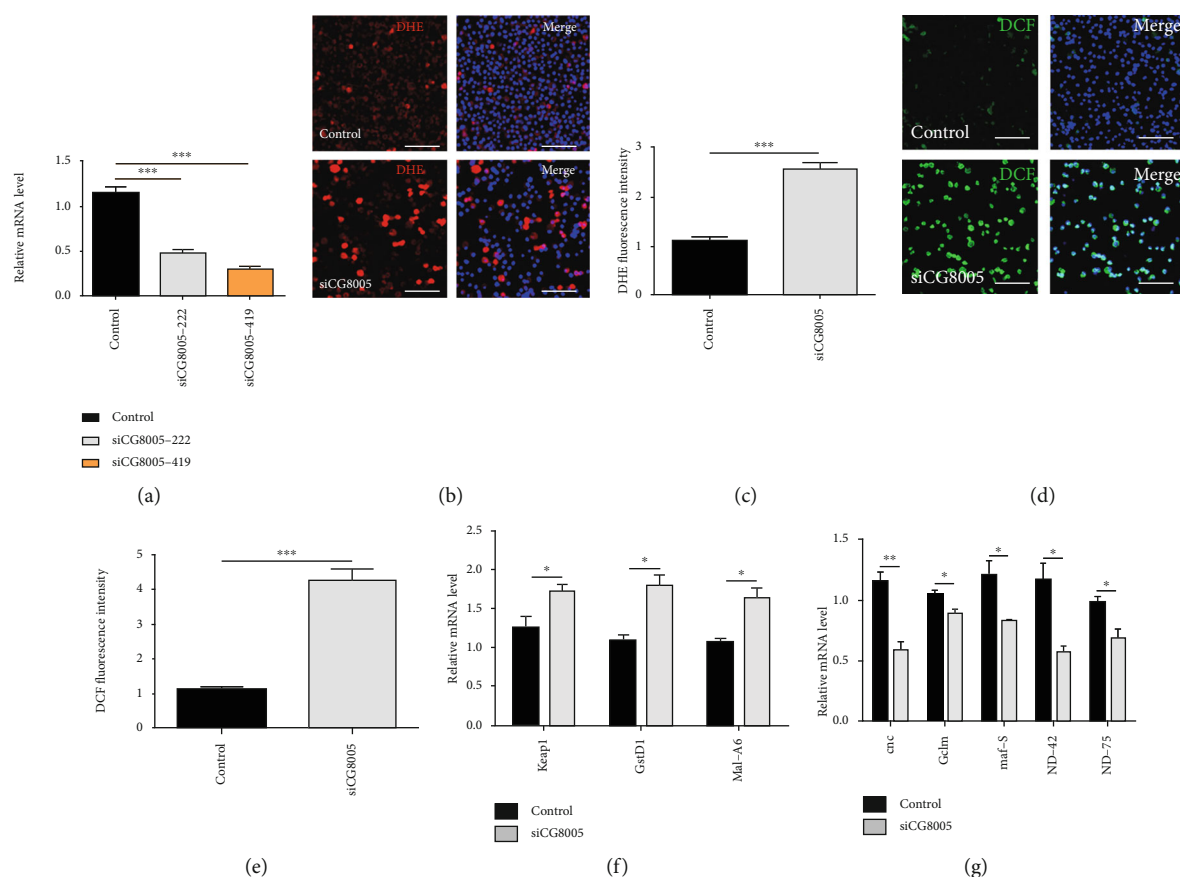 Relative mRNA level
1.5
1.0
0.5
0.0
***
***
Control
siCG8005–222
siCG8005–419
Control
siCG8005–222
siCG8005–419
(a)
DHE
Merge
Control
DHE
Merge
siCG8005
(b)
DHE fluorescence intensity
3
2
1
0
***
Control
siCG8005
(c)
DCF
Merge
Control
DCF
Merge
siCG8005
(d)
DCF fluorescence intensity
5
4
3
2
1
0
***
Control
siCG8005
(e)
Relative mRNA level
2.5
2.0
1.5
1.0
0.5
0.0
*
*
*
Keap1
GstD1
Mal–A6
Control
siCG8005
(f)
Relative mRNA level
1.5
1.0
0.5
0.0
**
*
*
*
*
cnc
Gclm
maf–S
ND–42
ND–75
Control
siCG8005
(g)